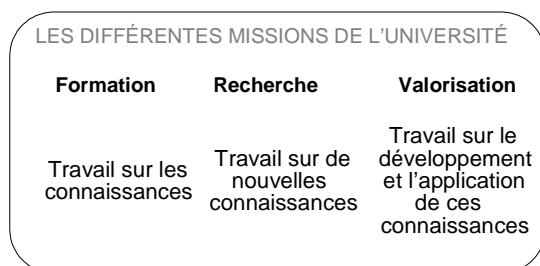 LES DIFFÉRENTES MISSIONS DE L'UNIVERSITÉ
Formation
Travail sur les
connaissances
Recherche
Travail sur de
nouvelles
connaissances
Valorisation
Travail sur le
développement
et l'application
de ces
connaissances